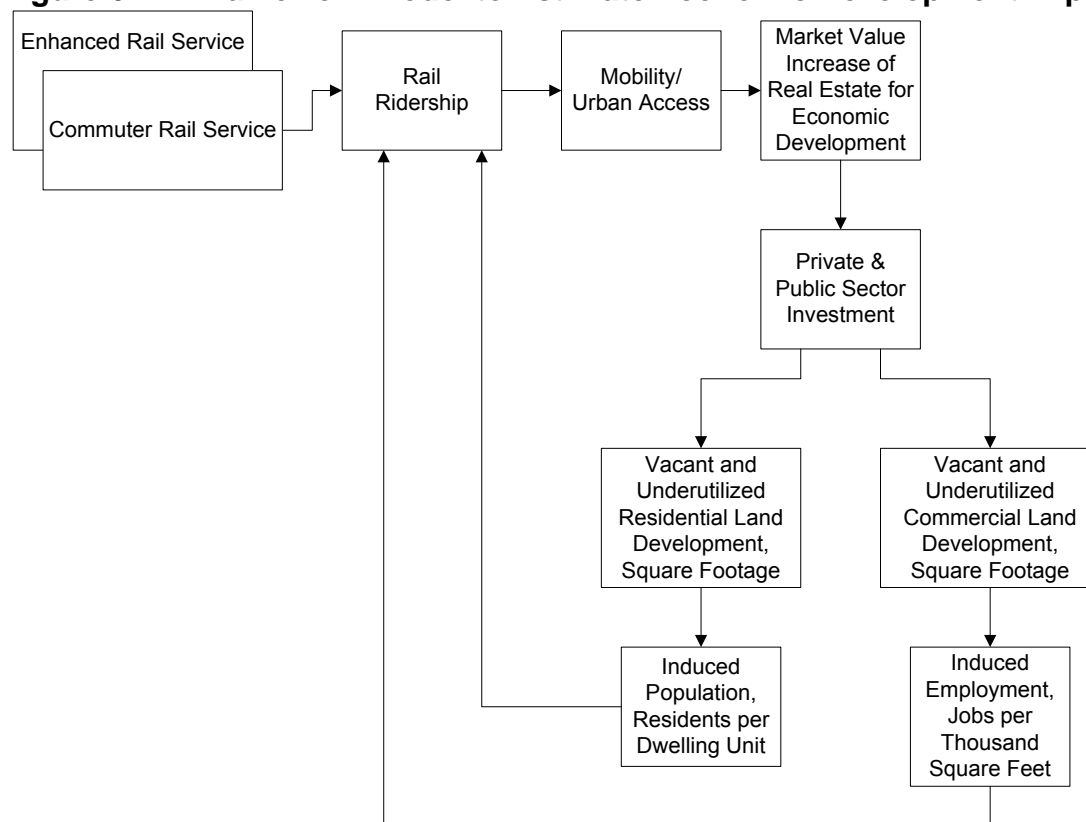 Enhanced Rail Service
Commuter Rail Service
Rail
Ridership
Mobility/
Urban Access
Market Value
Increase of
Real Estate for
Economic
Development
Private &
Public Sector
Investment
Vacant and
Underutilized
Residential Land
Development,
Square Footage
Vacant and
Underutilized
Commercial Land
Development,
Square Footage
Induced
Population,
Residents per
Dwelling Unit
Induced
Employment,
Jobs per
Thousand
Square Feet